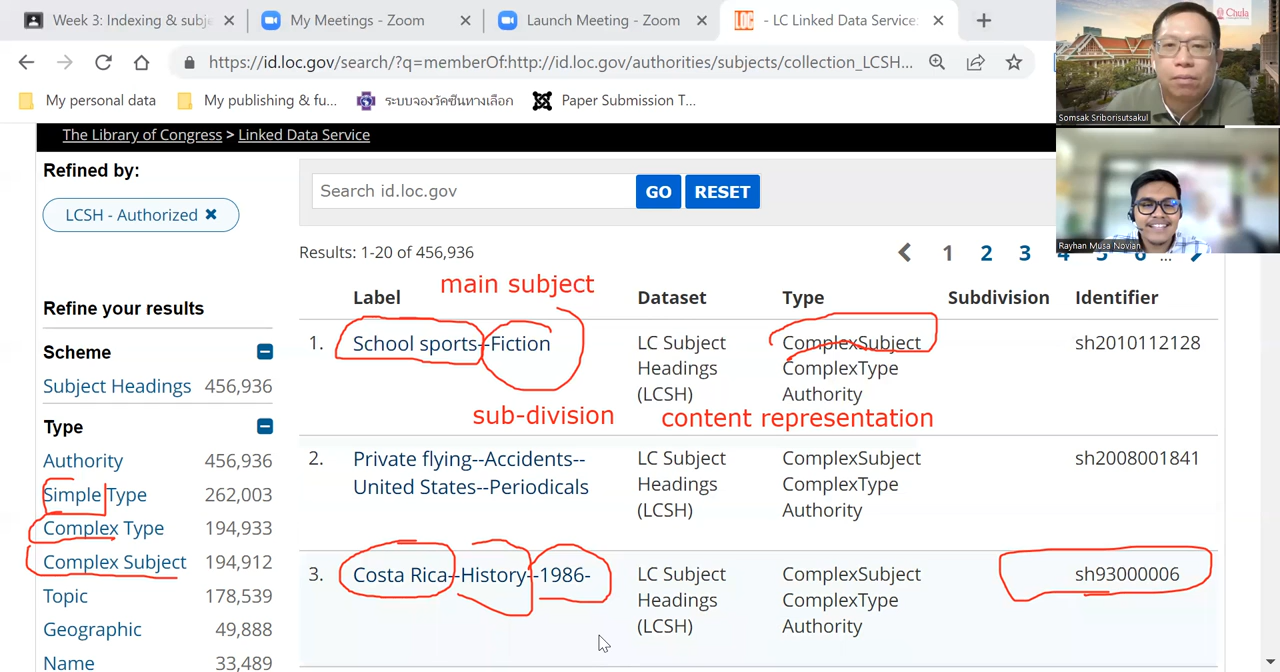 Week 3: Indexing & subje
My Meetings - Zoom
Launch Meeting - Zoom
LOC
- LC Linked Data Service:
Chula
https://id.loc.gov/search/?q=memberOf:http://id.loc.gov/authorities/subjects/collection_LCSH...
My personal data
My publishing & fu...
ระบบจองวัคซีนทางเลือก
Paper Submission T...
Somsak Sriborisutsakul
The Library of Congress > Linked Data Service
Refined by:
LCSH - Authorized
Search id.loc.gov
GO
RESET
Rayhan Musa Novian
Results: 1-20 of 456,936
1 2 3 4 5 6 ...
main subject
Refine your results
Label Dataset Type Subdivision Identifier
Scheme
Subject Headings 456,936
1. School sports--Fiction
LC Subject
Headings
(LCSH)
ComplexSubject
ComplexType
Authority
sh2010112128
sub-division
content representation
Type
Authority 456,936
Simple Type 262,003
Complex Type 194,933
Complex Subject 194,912
Topic 178,539
Geographic 49,888
Name 33,489
2. Private flying--Accidents--
United States--Periodicals
LC Subject
Headings
(LCSH)
ComplexSubject
ComplexType
Authority
sh2008001841
3. Costa Rica--History--1986-
LC Subject
Headings
(LCSH)
ComplexSubject
ComplexType
Authority
sh93000006